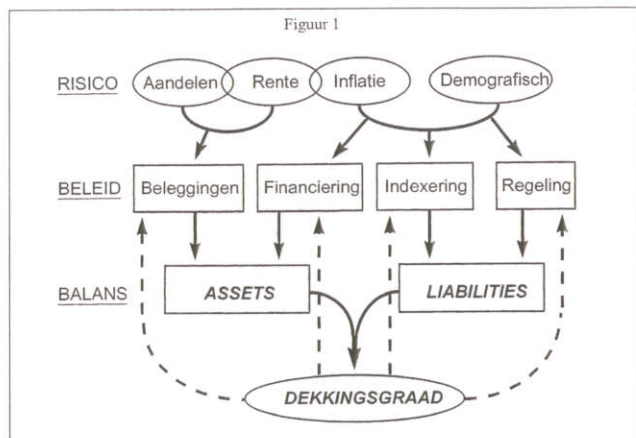 Figuur 1
RISICO Aandelen Rente Inflatie Demografisch
BELEID Beleggingen Financiering Indexering Regeling
BALANS ASSETS LIABILITIES
DEKKINGSGRAAD